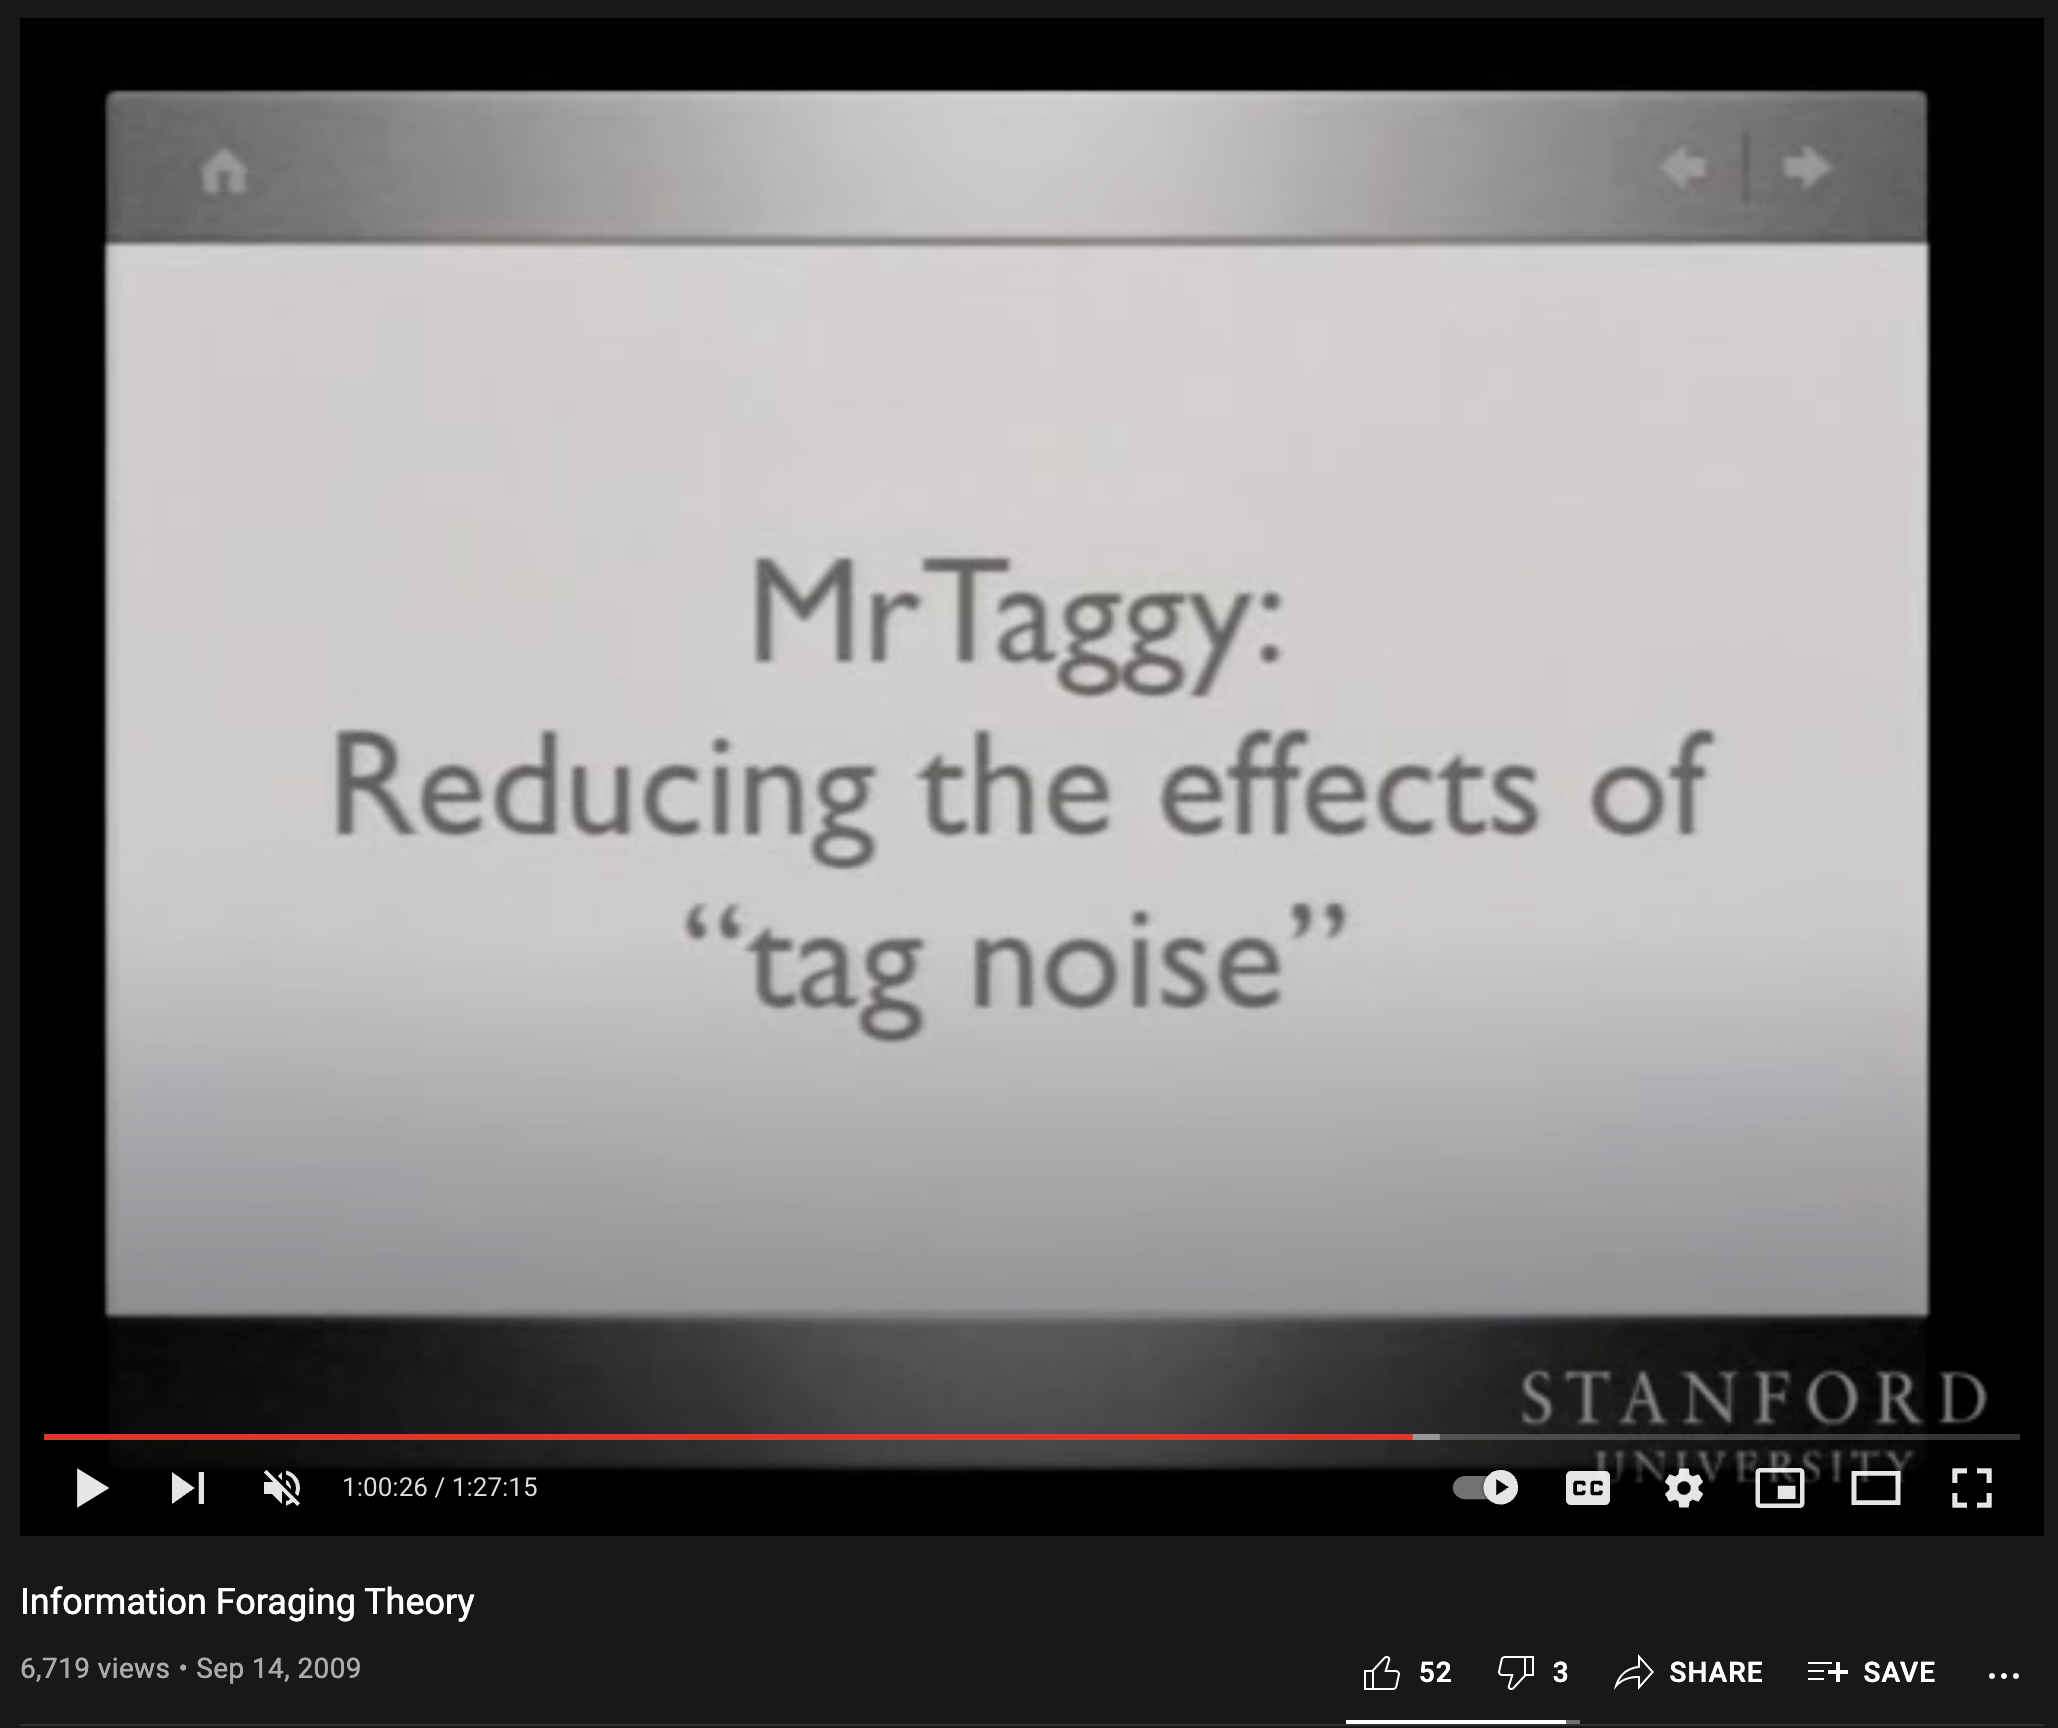 MrTaggy:
Reducing the effects of
“tag noise”
STANFORD
UNIVERSITY
1:00:26 / 1:27:15
CC
Information Foraging Theory
6,719 views • Sep 14, 2009
52
3
SHARE
SAVE